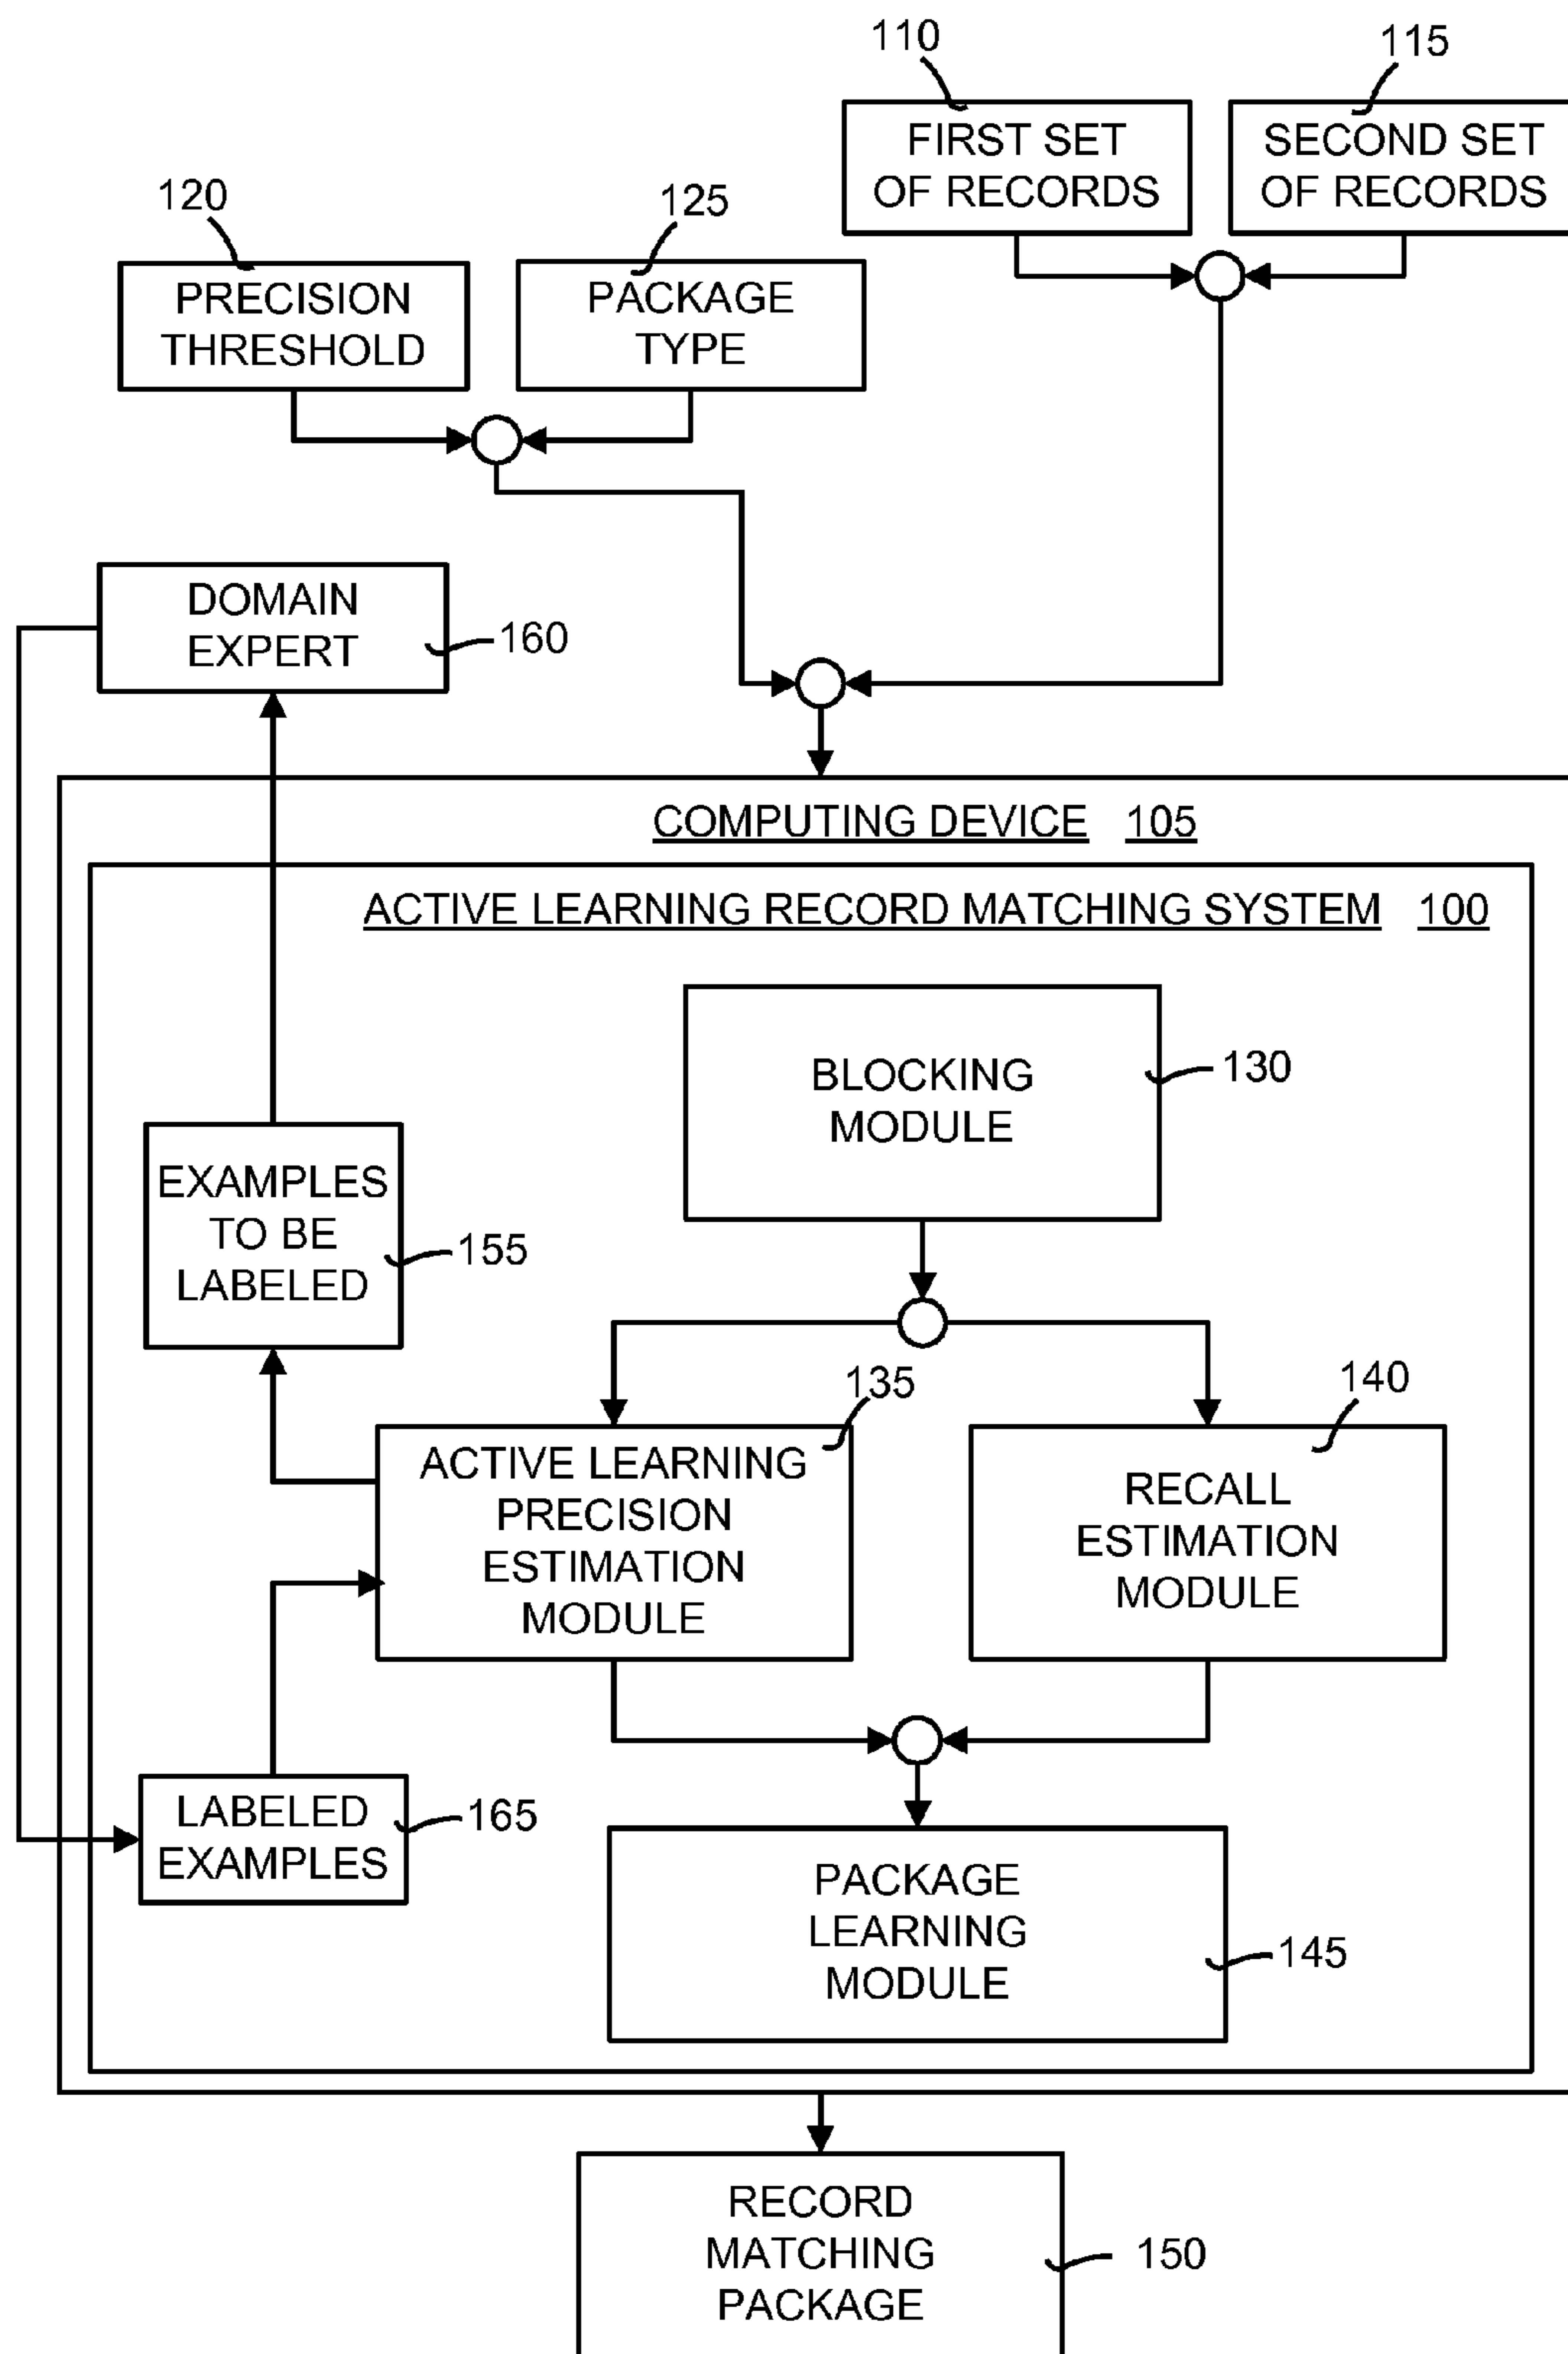 110
115
FIRST SET
OF RECORDS
SECOND SET
OF RECORDS
120
125
PRECISION
THRESHOLD
PACKAGE
TYPE
DOMAIN
EXPERT
160
COMPUTING DEVICE 105
ACTIVE LEARNING RECORD MATCHING SYSTEM 100
BLOCKING
MODULE
130
EXAMPLES
TO BE
LABELED
155
135
140
ACTIVE LEARNING
PRECISION
ESTIMATION
MODULE
RECALL
ESTIMATION
MODULE
LABELED
EXAMPLES
165
PACKAGE
LEARNING
MODULE
145
RECORD
MATCHING
PACKAGE
150